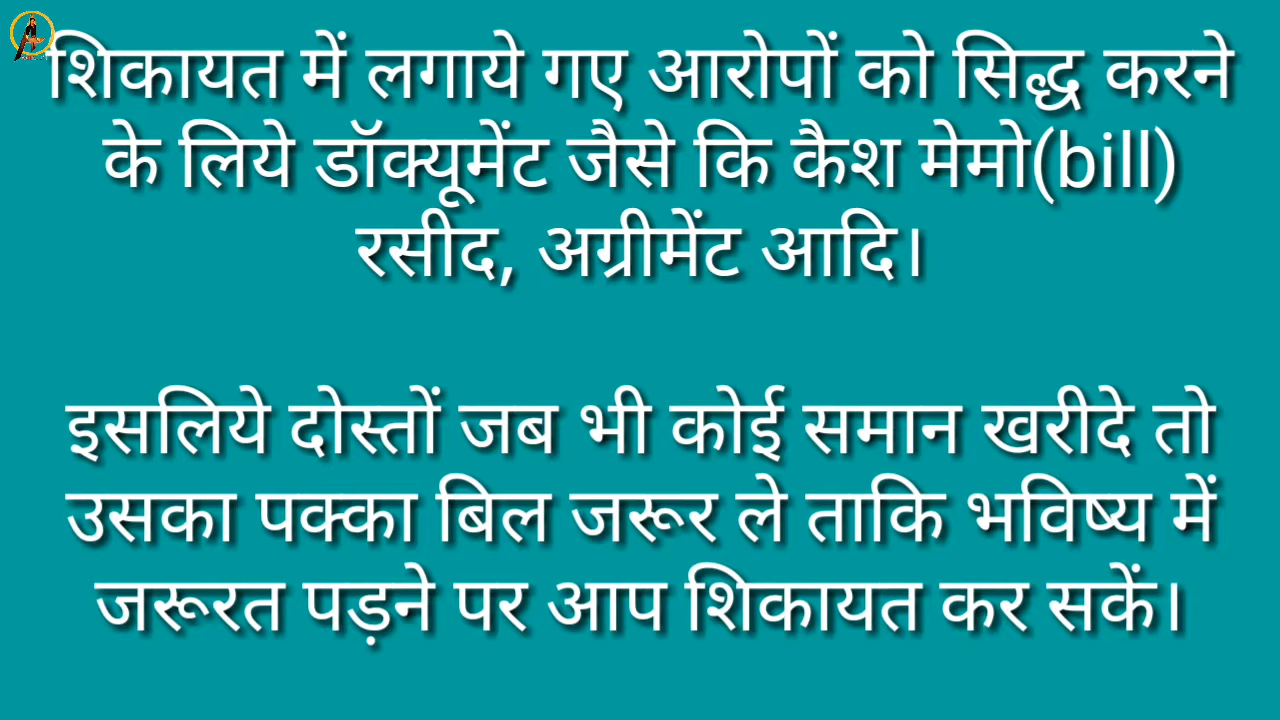 शिकायत में लगाये गए आरोपों को सिद्ध करने
के लिये डॉक्यूमेंट जैसे कि कैश मेमो(bill)
रसीद, अग्रीमेंट आदि।
इसलिये दोस्तों जब भी कोई समान खरीदे तो
उसका पक्का बिल जरूर ले ताकि भविष्य में
जरूरत पड़ने पर आप शिकायत कर सकें।